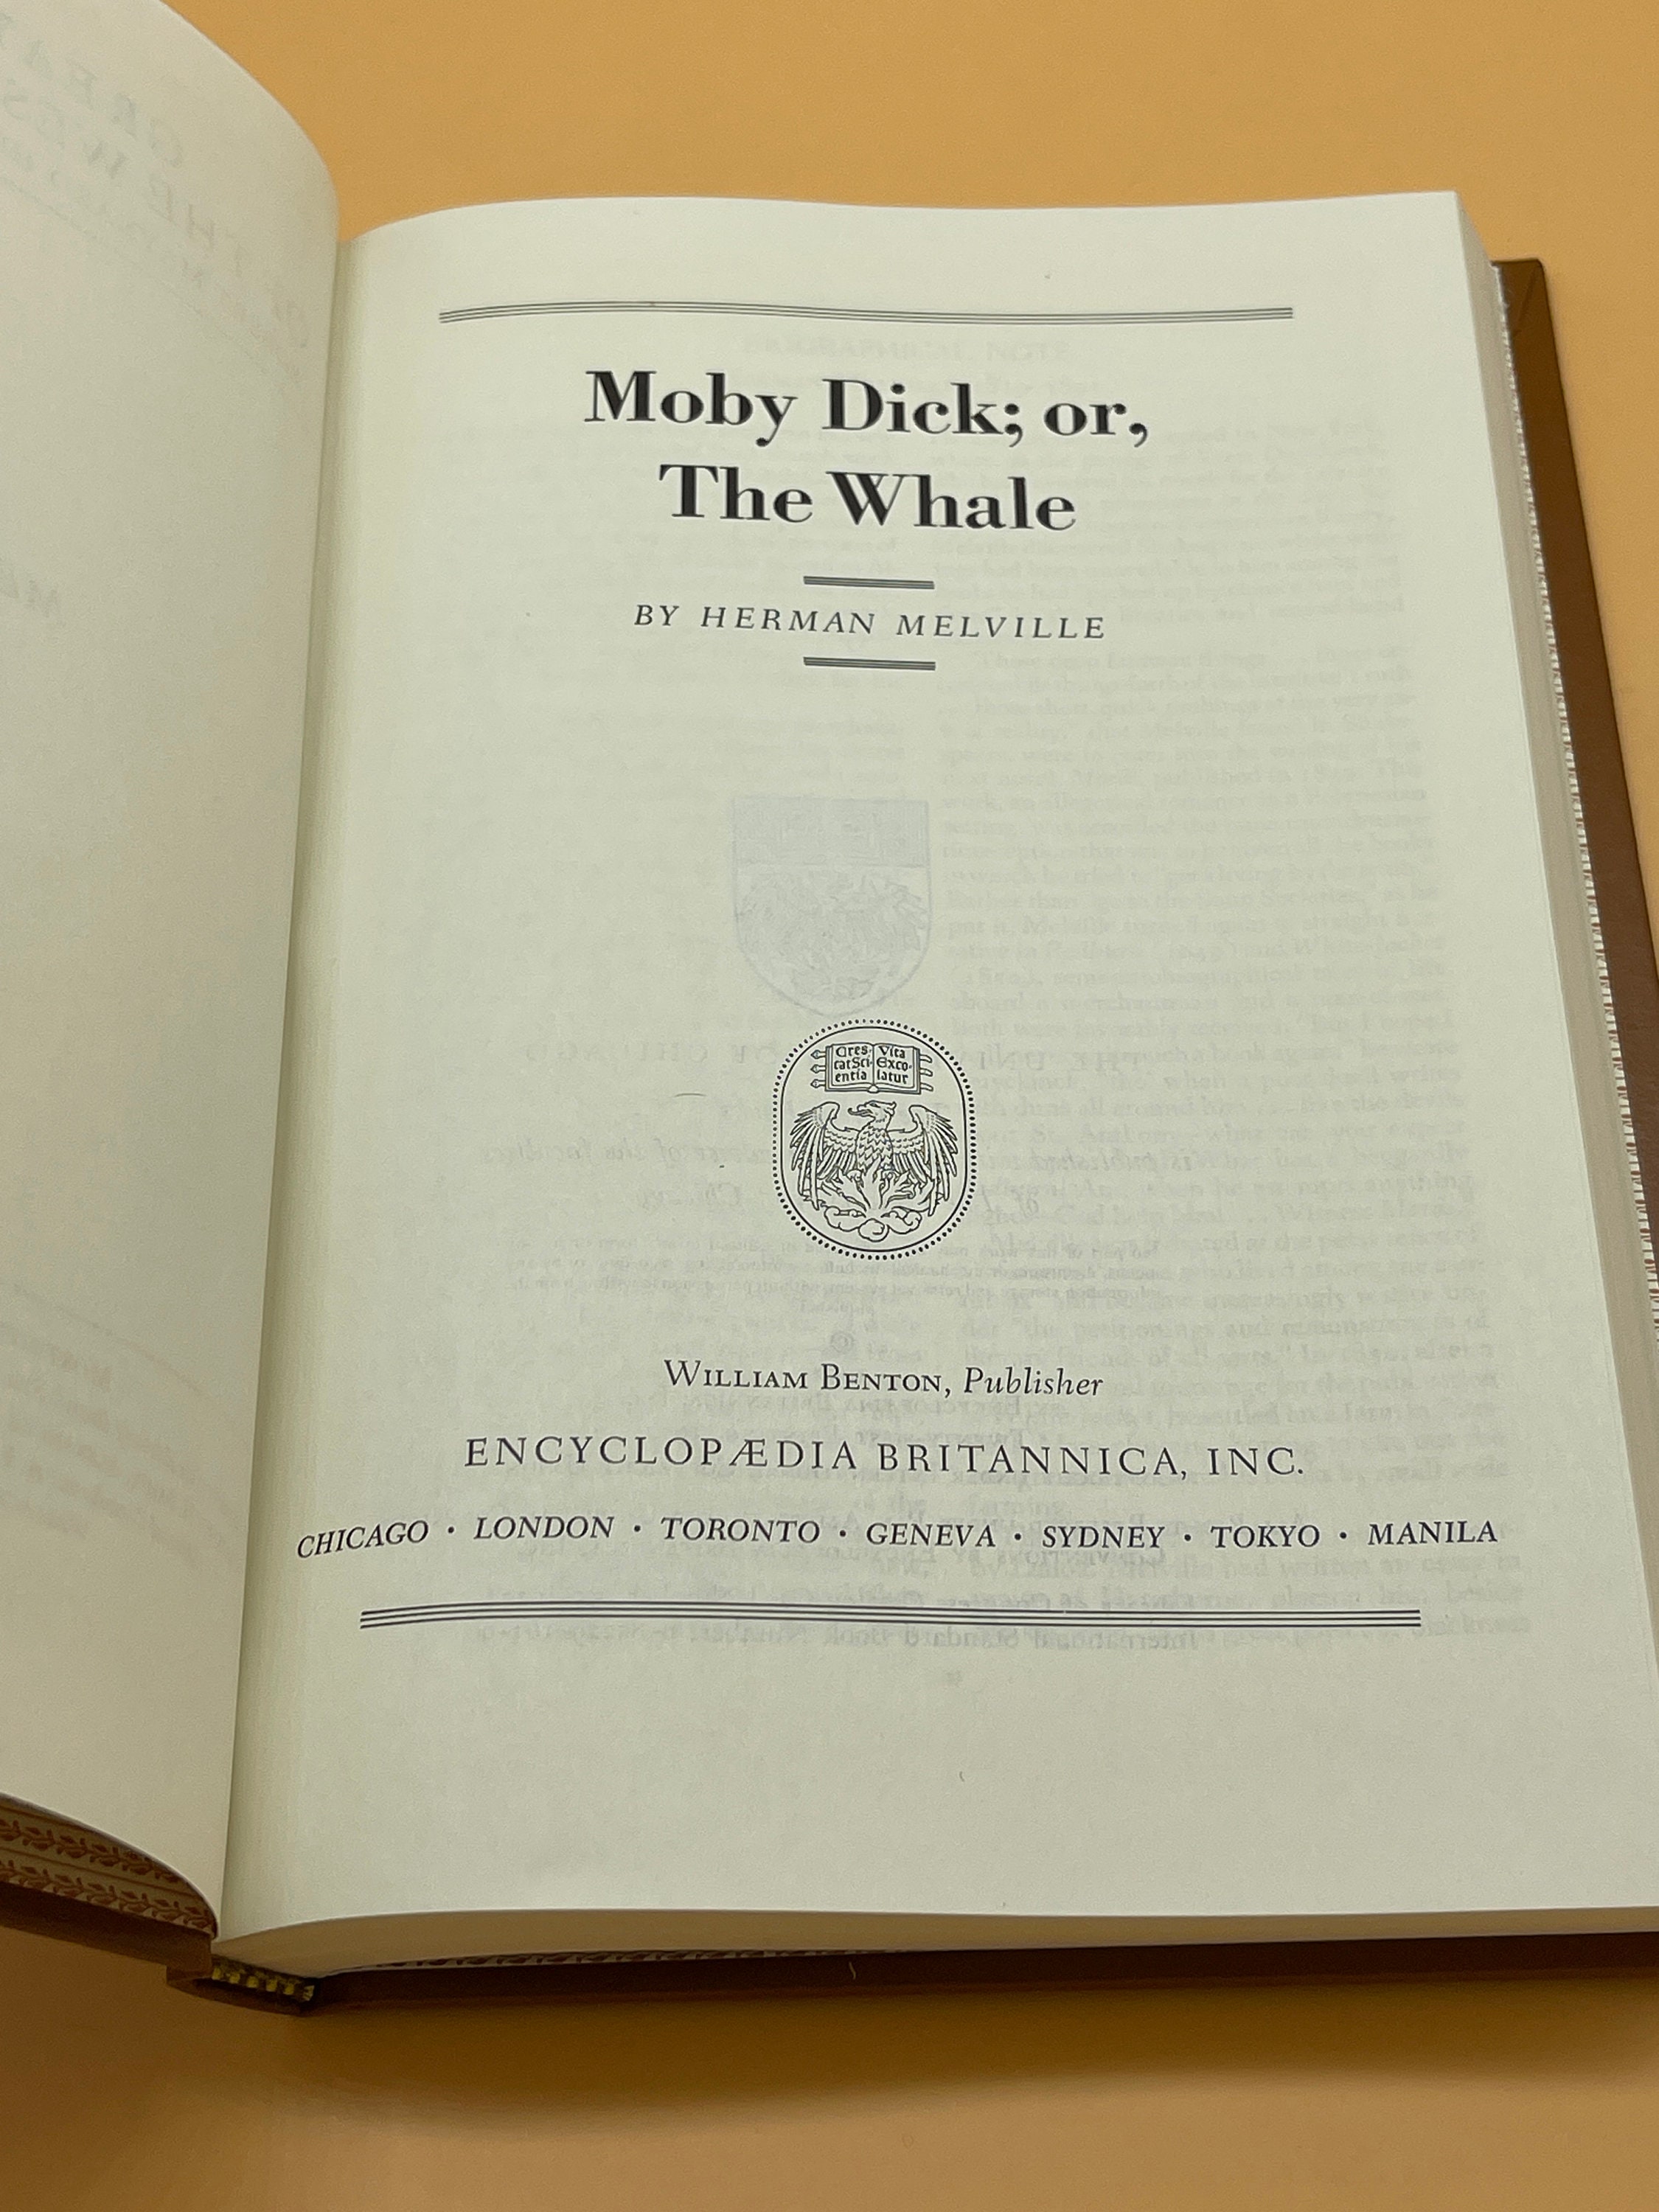 Moby Dick; or,
The Whale
BY HERMAN MELVILLE
Cres Vita
cat Sci- Exco-
entia latur
WILLIAM BENTON, Publisher
ENCYCLOPÆDIA BRITANNICA, INC.
CHICAGO · LONDON · TORONTO · GENEVA · SYDNEY · TOKYO · MANILA